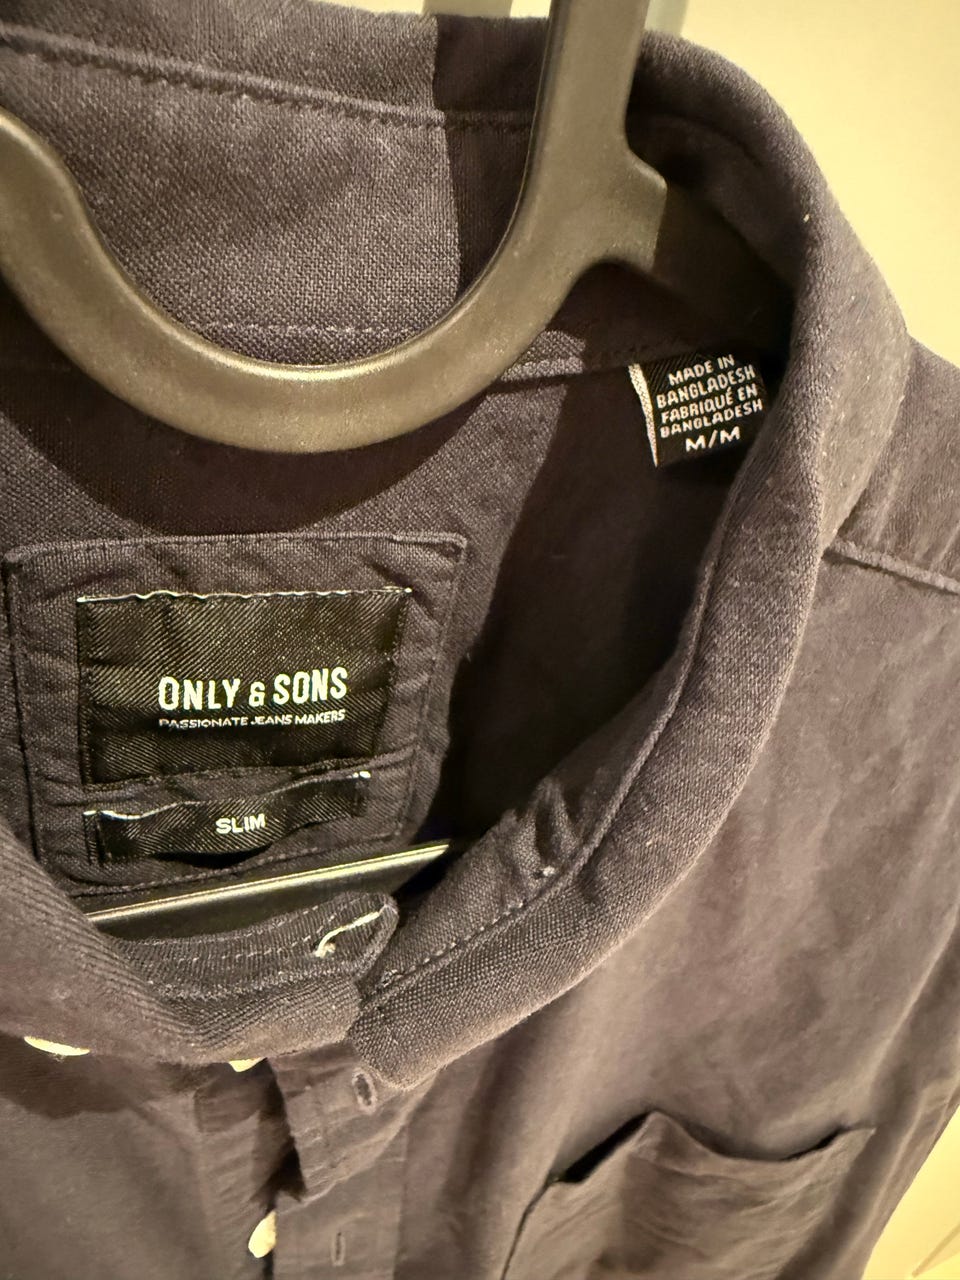 MADE IN
BANGLADESH
FABRIQUÉ EN
BANGLADESH
M/M
ONLY & SONS
PASSIONATE JEANS MAKERS
SLIM